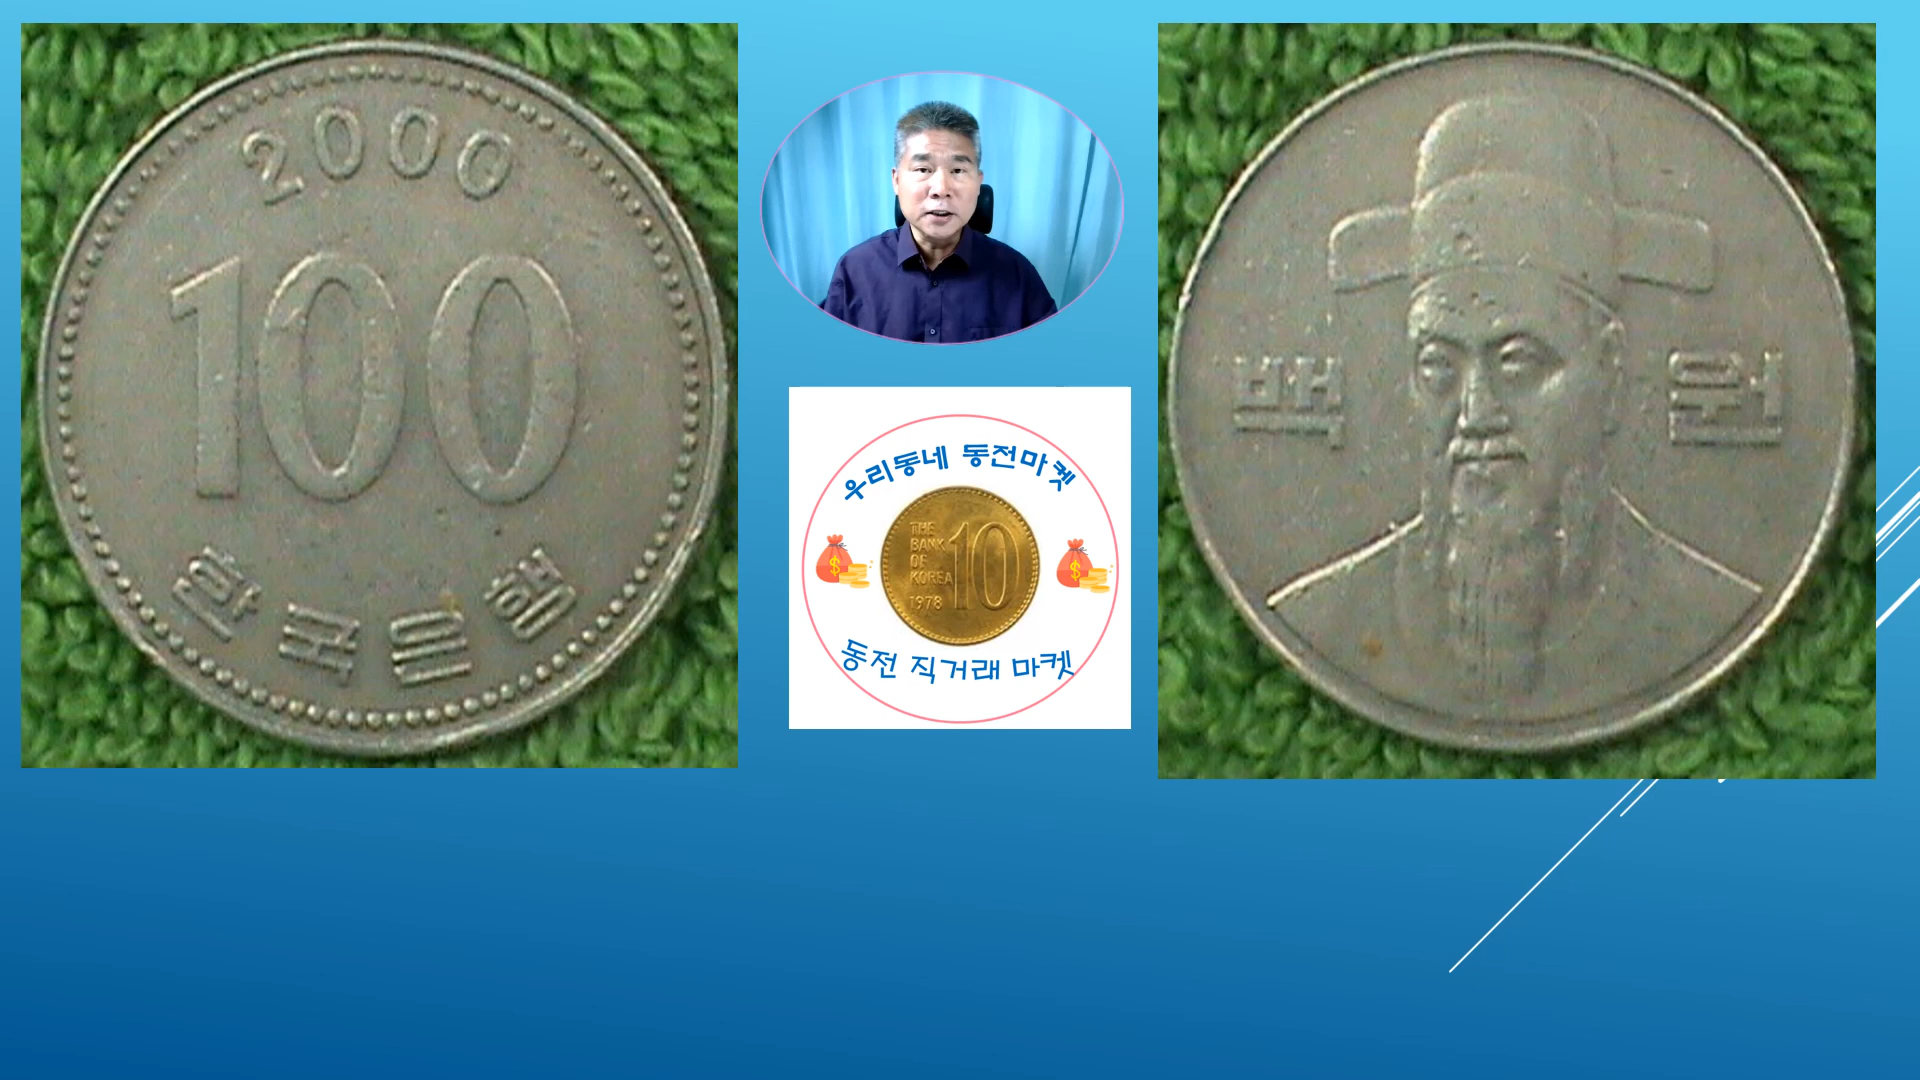 2000
100
한국은행
우리동네 동전마켓
THE
BANK
OF
KOREA
10
1978
동전 직거래 마켓
백 원